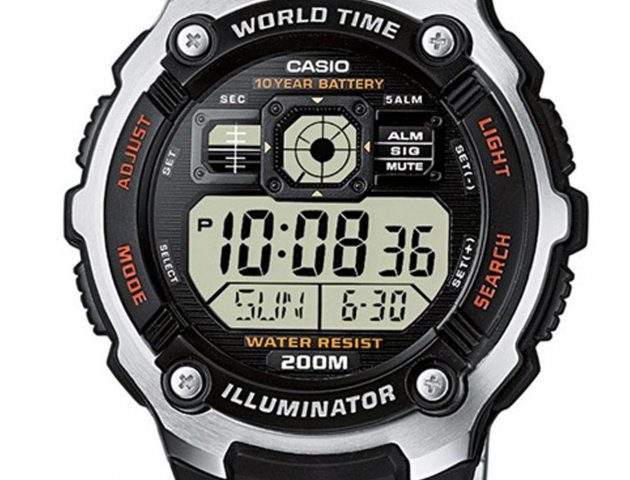 WORLD TIME
CASIO
10 YEAR BATTERY
SEC
5ALM
ADJUST
SET
ALM
SIG
MUTE
LIGHT
SET(-)
P 10:08 36
SUN 6-30
MODE
SELECT
SET(+)
SEARCH
WATER RESIST
200M
ILLUMINATOR